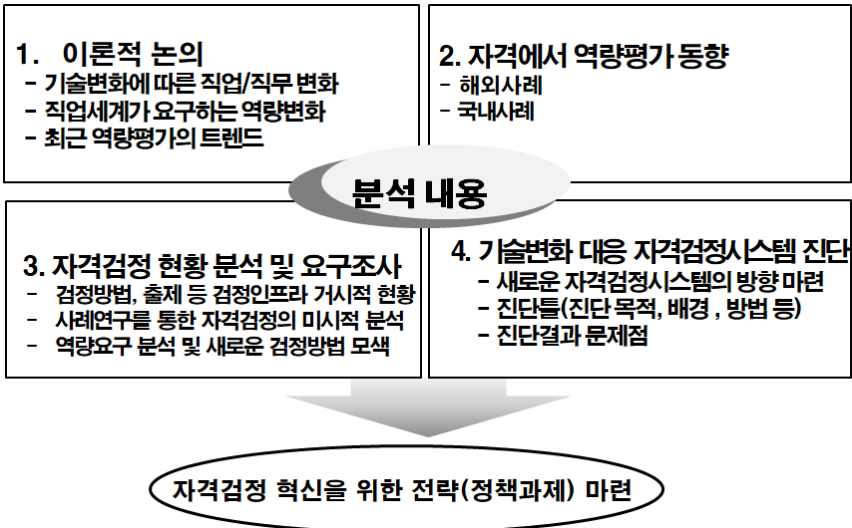 1. 이론적 논의
- 기술변화에 따른 직업/직무 변화
- 직업세계가 요구하는 역량변화
- 최근 역량평가의 트렌드
2. 자격에서 역량평가 동향
- 해외사례
- 국내사례
분석 내용
3. 자격검정 현황 분석 및 요구조사
- 검정방법, 출제 등 검정인프라 거시적 현황
- 사례연구를 통한 자격검정의 미시적 분석
- 역량요구 분석 및 새로운 검정방법 모색
4. 기술변화 대응 자격검정시스템 진단
- 새로운 자격검정시스템의 방향 마련
- 진단틀(진단 목적, 배경 , 방법 등)
- 진단결과 문제점
자격검정 혁신을 위한 전략(정책과제) 마련